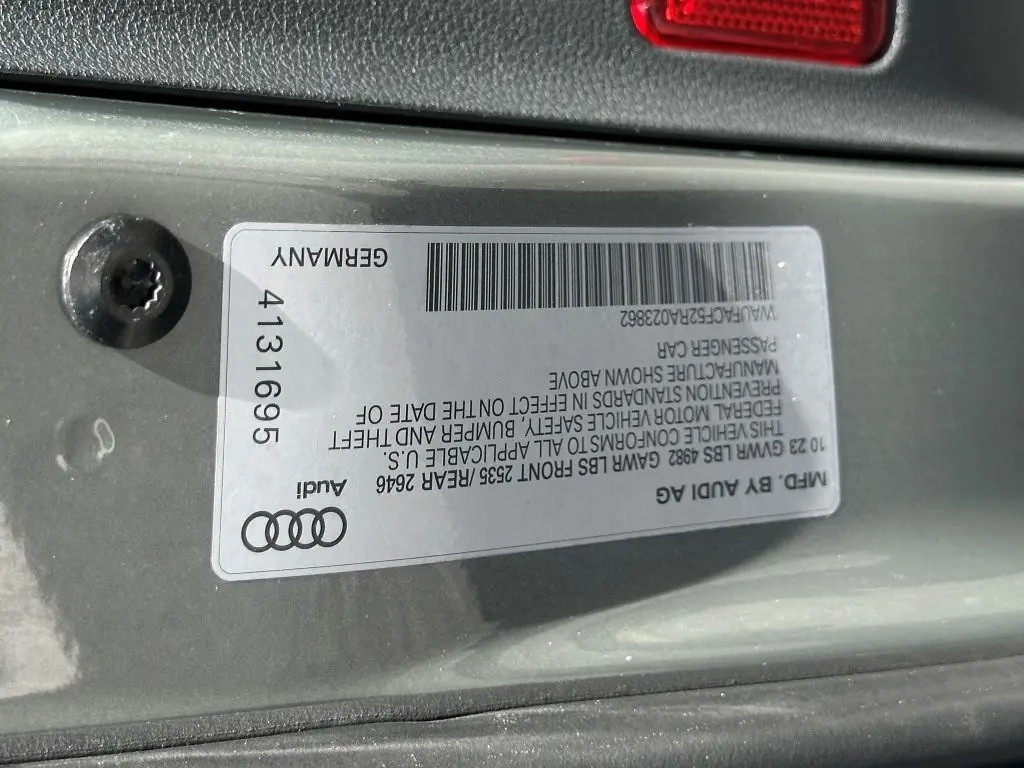 MFD. BY AUDI AG
10 23 GVWR LBS 4982 GAWR LBS FRONT 2535 /REAR 2646
THIS VEHICLE CONFORMS TO ALL APPLICABLE U.S.
FEDERAL MOTOR VEHICLE SAFETY, BUMPER AND THEFT
PREVENTION STANDARDS IN EFFECT ON THE DATE OF
MANUFACTURE SHOWN ABOVE
PASSENGER CAR
WAUFACF52RA023862
GERMANY
Audi
4131695